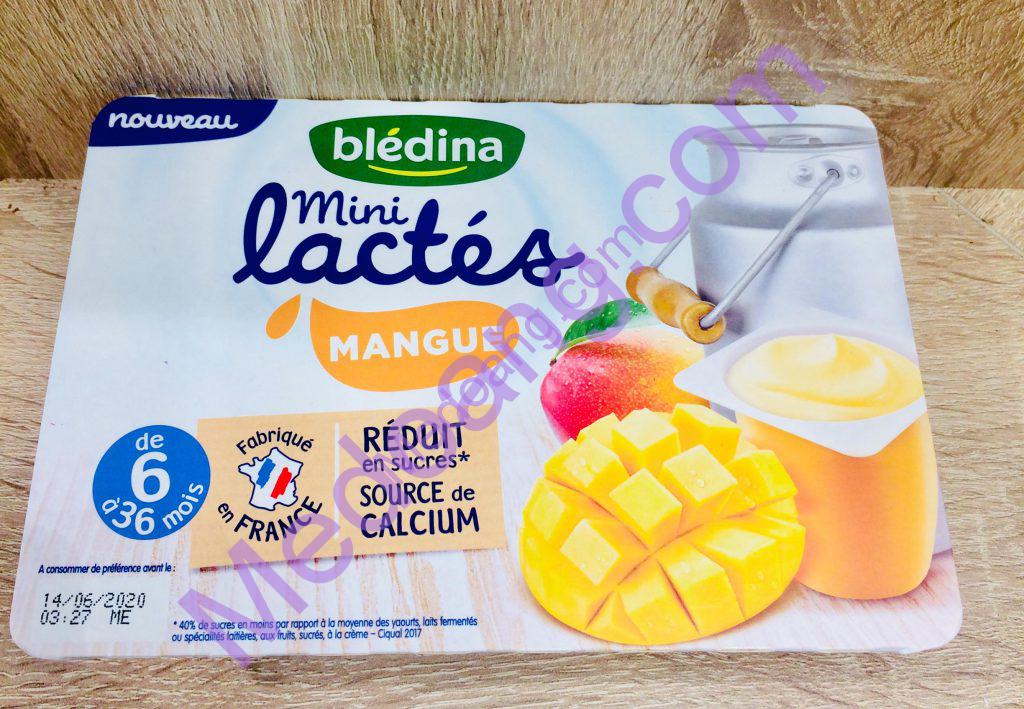 nouveau
blédina
Mini
lactés
MANGUE
de
6
à 36 mois
Fabriqué
en FRANCE
RÉDUIT
en sucres*
SOURCE de
CALCIUM
A consommer de préférence avant le :
14/06/2020
03:27 ME
* 40% de sucres en moins par rapport à la moyenne des yaourts, laits fermentés
ou spécialités laitières, aux fruits, sucrés, à la crème – Ciqual 2017